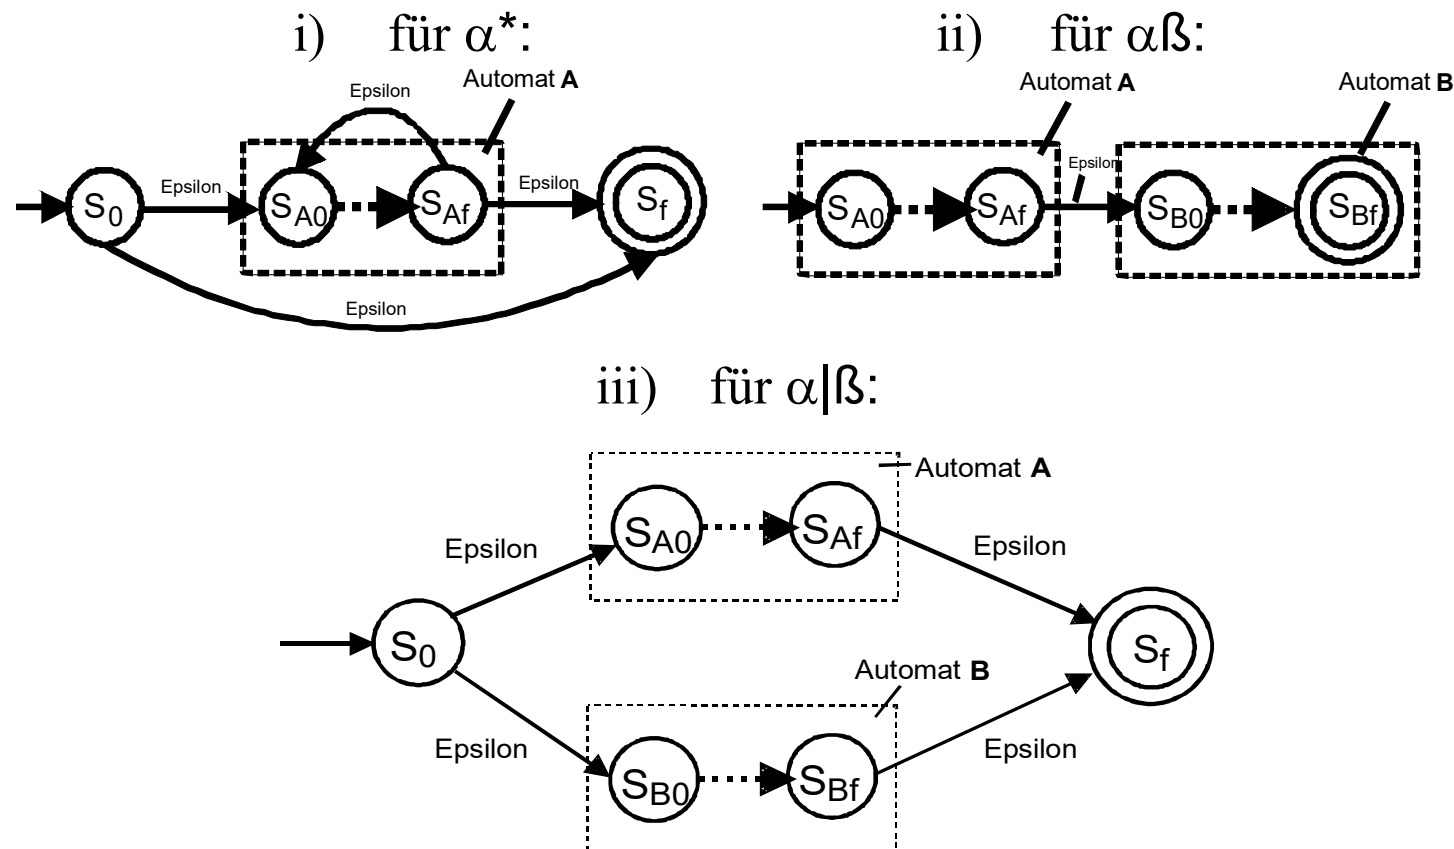 i) für α*:
Automat A
Epsilon
S0
Epsilon
SA0
SAf
Epsilon
Sf
Epsilon
ii) für αß:
Automat A
Automat B
SA0
SAf
Epsilon
SB0
SBf
iii) für α|ß:
Automat A
SA0
SAf
Epsilon
Epsilon
S0
Sf
Automat B
Epsilon
Epsilon
SB0
SBf